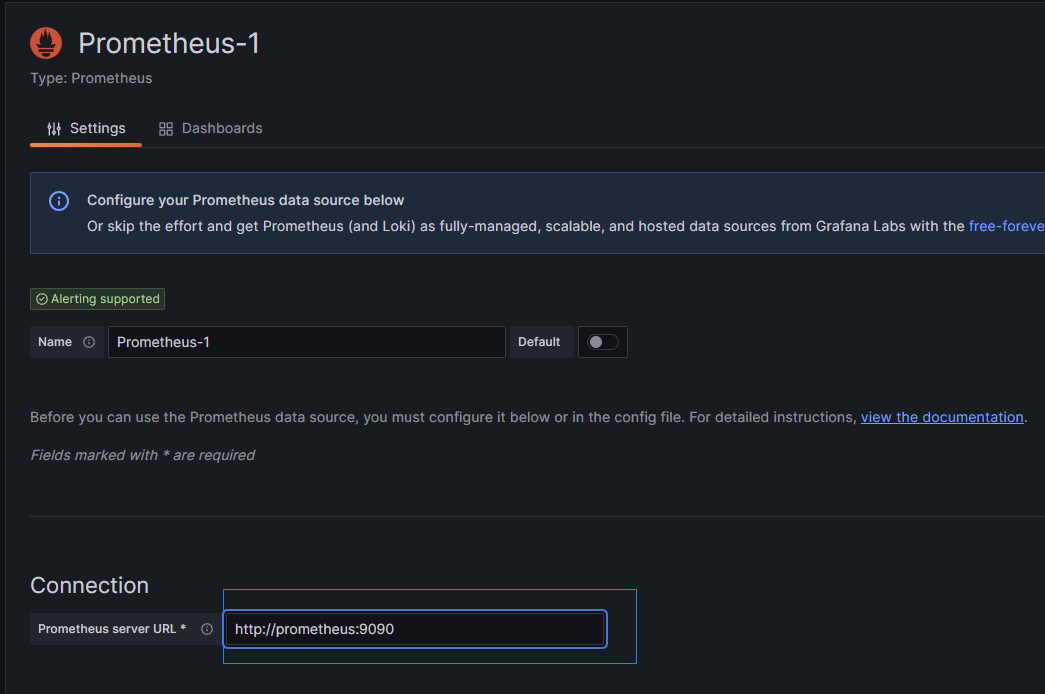 Prometheus-1
Type: Prometheus
Settings
Dashboards
Configure your Prometheus data source below
Or skip the effort and get Prometheus (and Loki) as fully-managed, scalable, and hosted data sources from Grafana Labs with the free-foreve
Alerting supported
Name
Prometheus-1
Default
Before you can use the Prometheus data source, you must configure it below or in the config file. For detailed instructions, view the documentation.
Fields marked with * are required
Connection
Prometheus server URL *
http://prometheus:9090